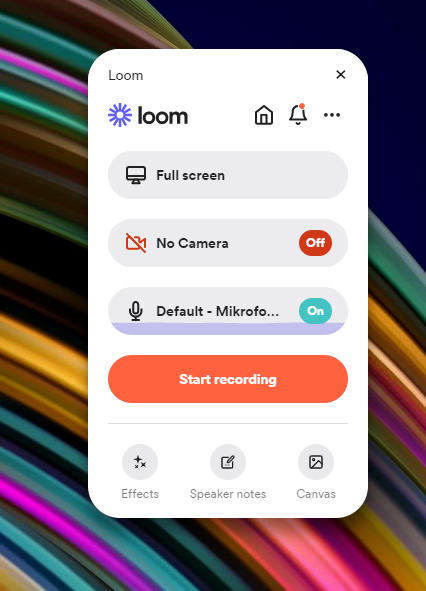 Loom
loom
Full screen
No Camera
Off
Default - Mikrofo...
On
Start recording
Effects
Speaker notes
Canvas